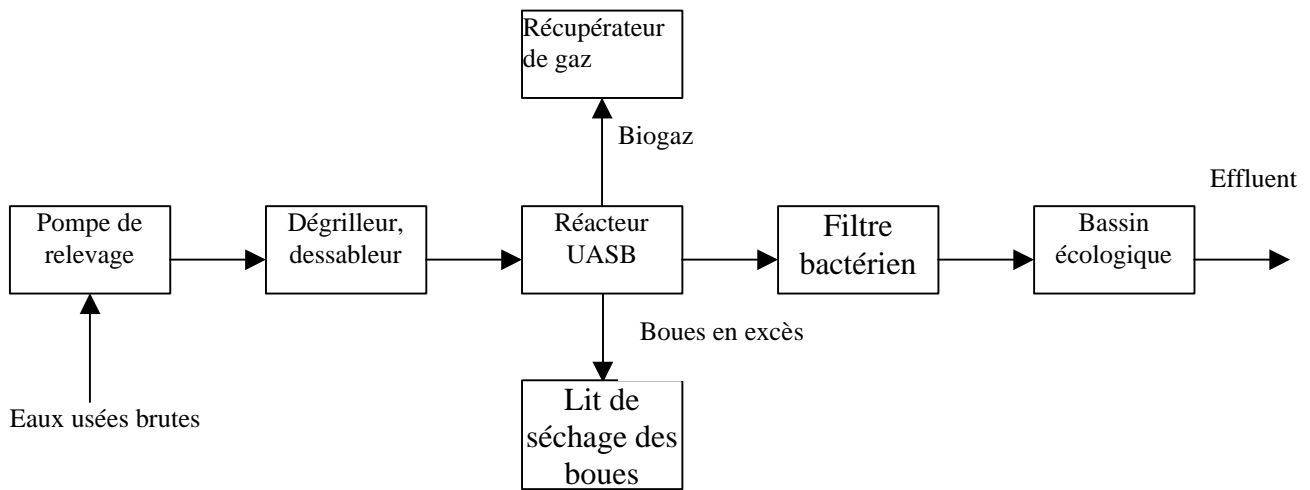 Récupérateur
de gaz
Biogaz
Effluent
Pompe de
relevage
Dégrilleur,
dessableur
Réacteur
UASB
Filtre
bactérien
Bassin
écologique
Boues en excès
Eaux usées brutes
Lit de
séchage des
boues